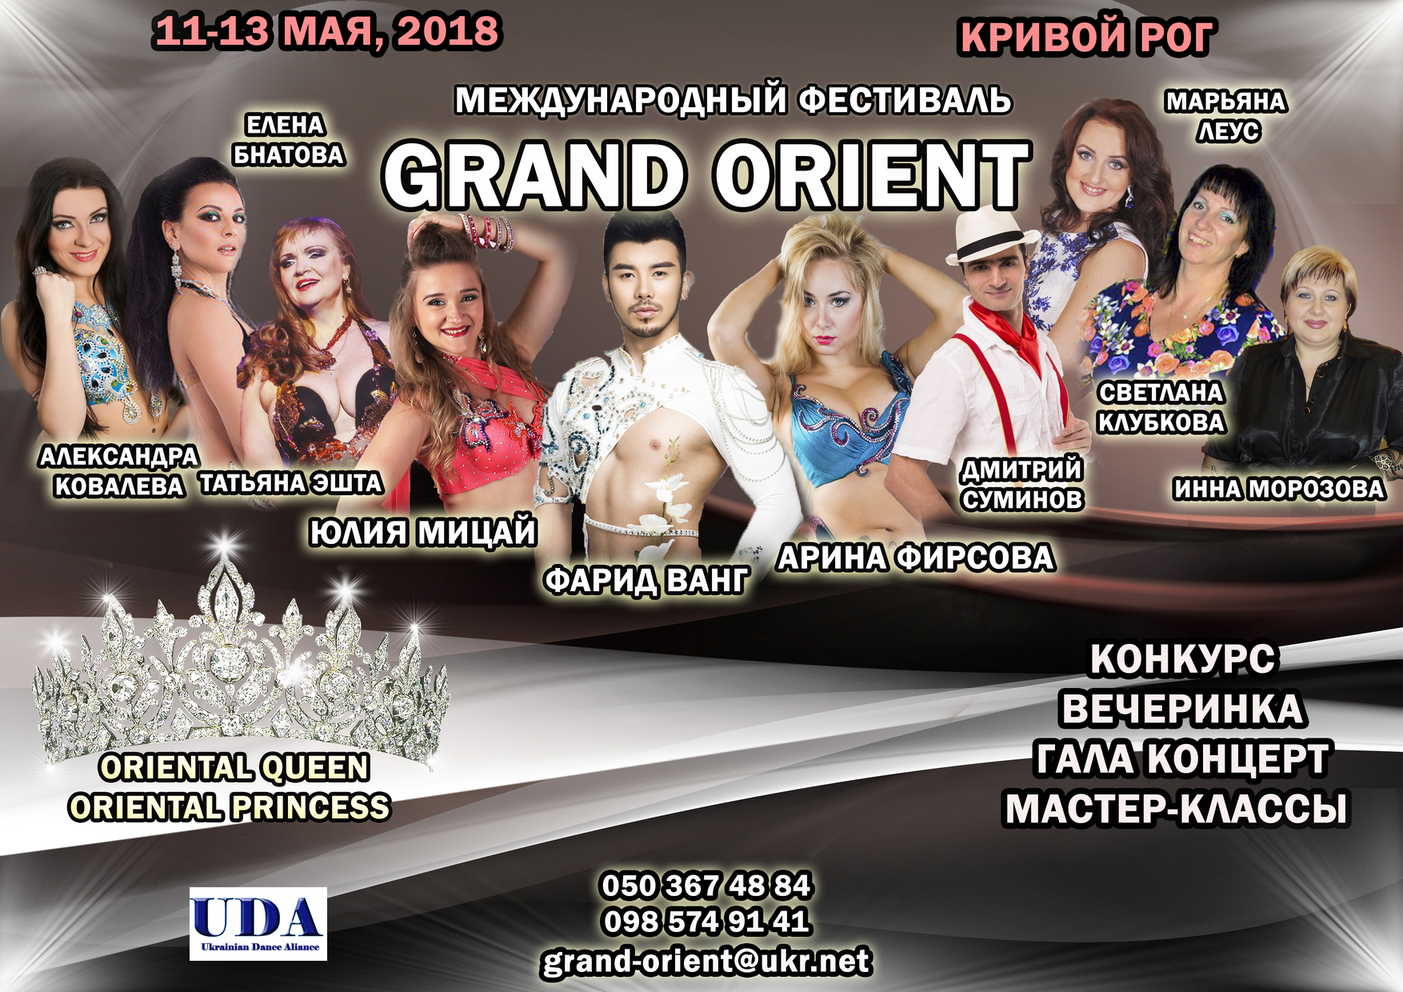 11-13 МАЯ, 2018
КРИВОЙ РОГ
МЕЖДУНАРОДНЫЙ ФЕСТИВАЛЬ
GRAND ORIENT
ЕЛЕНА
БНАТОВА
МАРЬЯНА
ЛЕУС
АЛЕКСАНДРА
КОВАЛЕВА
ТАТЬЯНА ЭШТА
ЮЛИЯ МИЦАЙ
ФАРИД ВАНГ
АРИНА ФИРСОВА
ДМИТРИЙ
СУМИНОВ
СВЕТЛАНА
КЛУБКОВА
ИННА МОРОЗОВА
ORIENTAL QUEEN
ORIENTAL PRINCESS
КОНКУРС
ВЕЧЕРИНКА
ГАЛА КОНЦЕРТ
МАСТЕР-КЛАССЫ
UDA
Ukrainian Dance Aliance
050 367 48 84
098 574 91 41
grand-orient@ukr.net